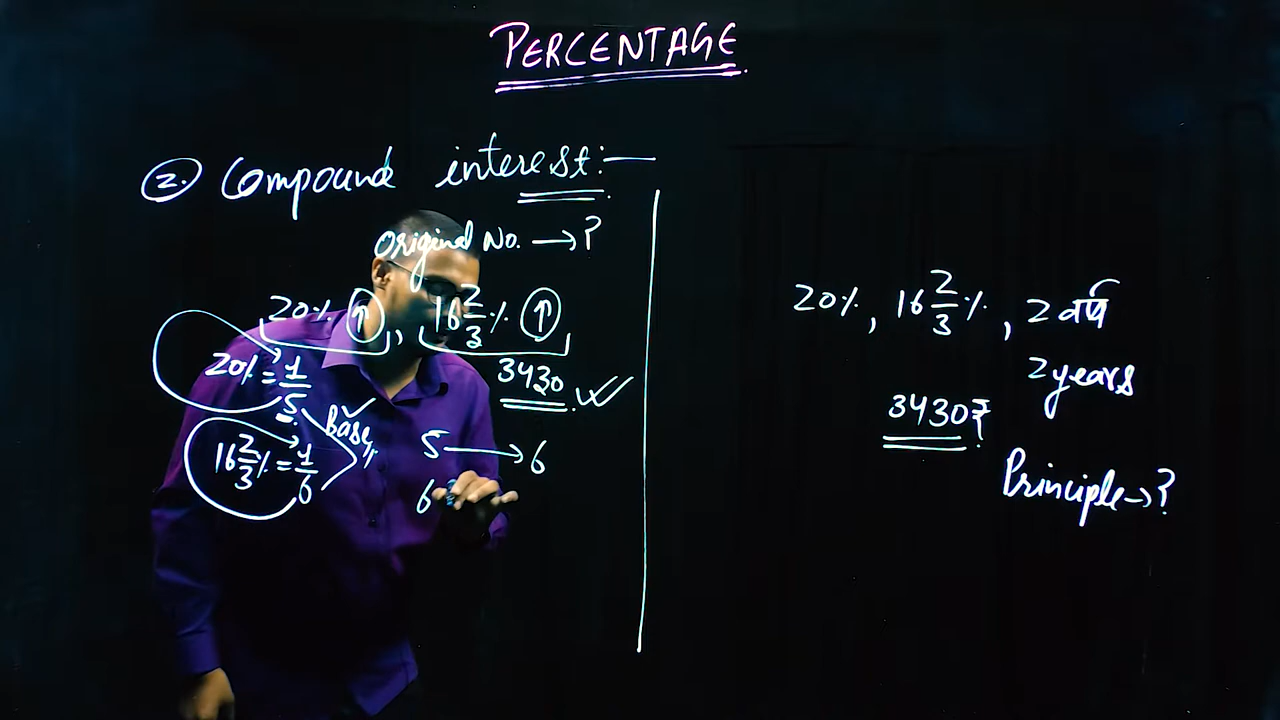 PERCENTAGE
2. Compound interest:—
Original No. → ?
20% ↑, 16 2/3 % ↑
3430 ✓✓
20% = 1/5
Base
16 2/3 % = 1/6
5 → 6
6
20%, 16 2/3 %, 2 वर्ष
2 years
3430₹
Principle → ?